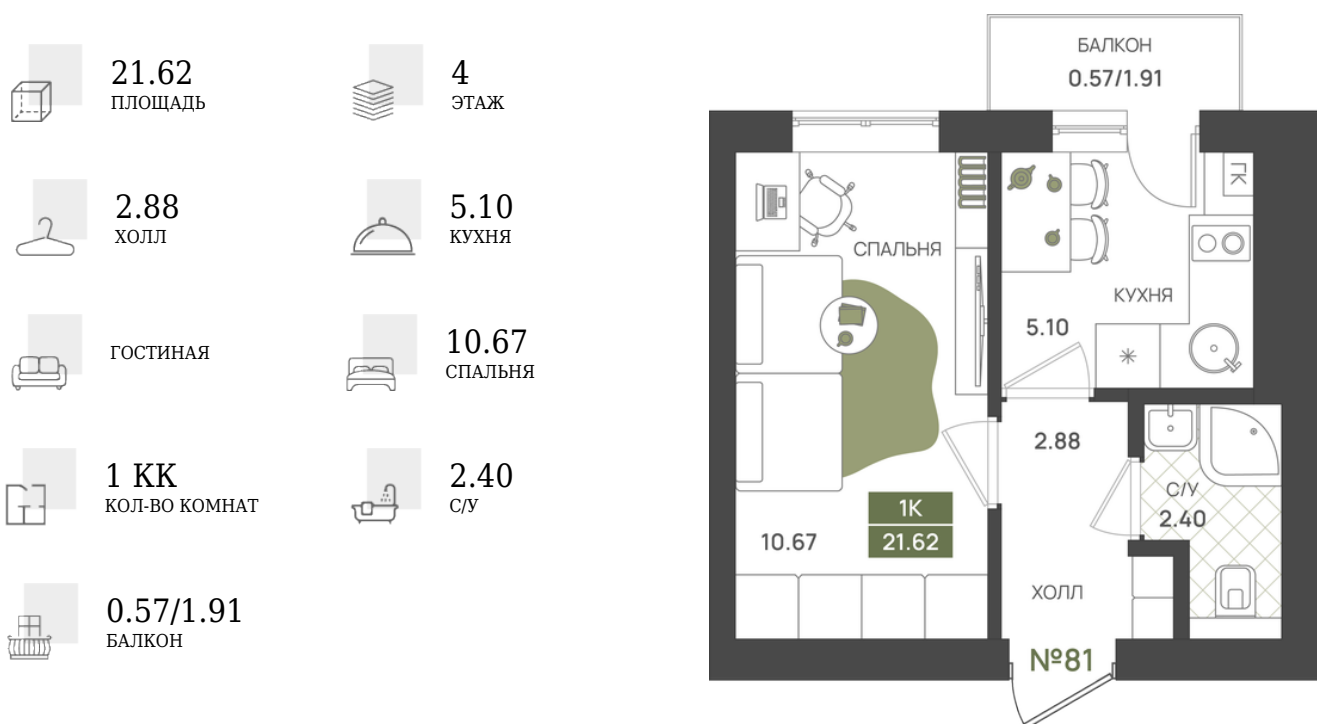 21.62
ПЛОЩАДЬ
4
ЭТАЖ
2.88
ХОЛЛ
5.10
КУХНЯ
ГОСТИНАЯ
10.67
СПАЛЬНЯ
1 КК
КОЛ-ВО КОМНАТ
2.40
С/У
0.57/1.91
БАЛКОН
БАЛКОН
0.57/1.91
ГК
СПАЛЬНЯ
КУХНЯ
5.10
2.88
С/У
2.40
1К
21.62
10.67
ХОЛЛ
№81